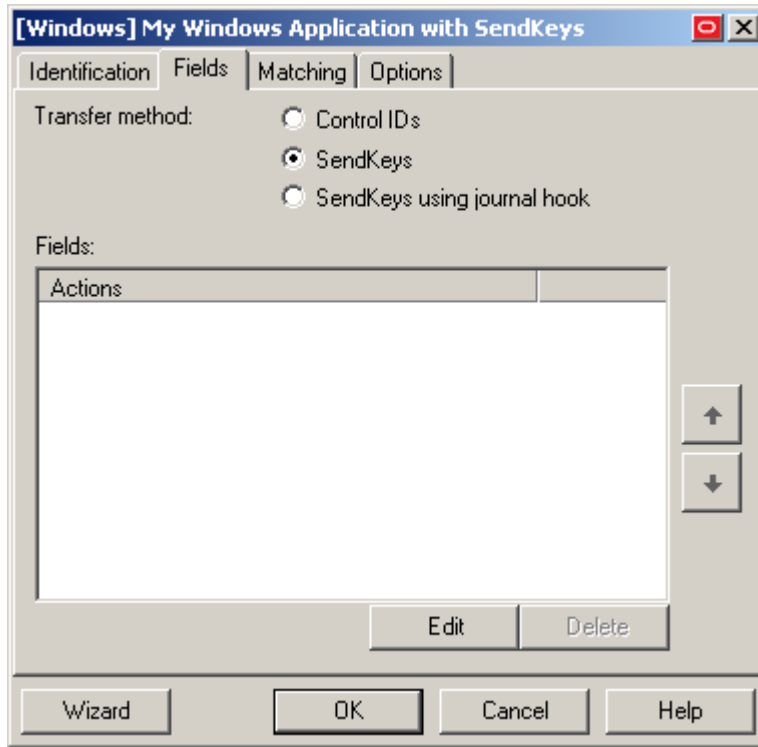 [Windows] My Windows Application with SendKeys
Identification Fields Matching Options
Transfer method:
Control IDs
SendKeys
SendKeys using journal hook
Fields:
Actions
Edit Delete
Wizard OK Cancel Help